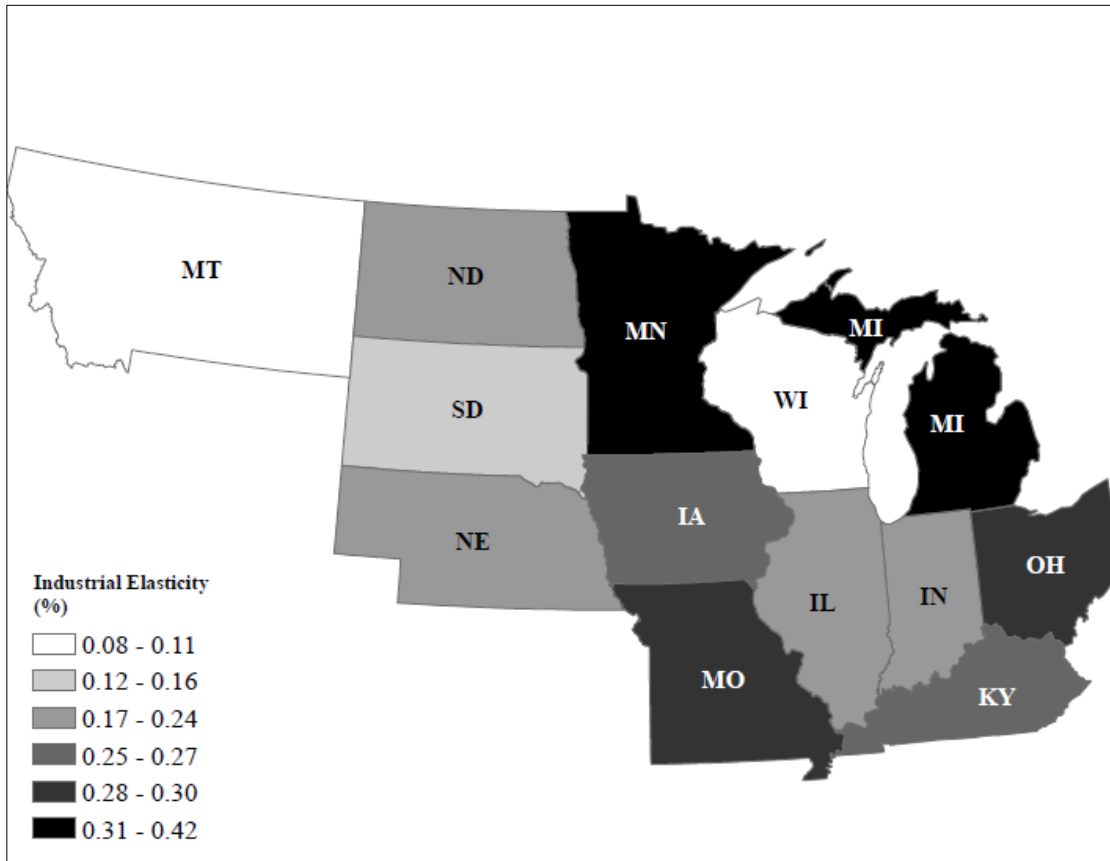 MT
ND
MN
MI
SD
WI
MI
IA
NE
OH
IL
IN
MO
KY
Industrial Elasticity
(%)
0.08 - 0.11
0.12 - 0.16
0.17 - 0.24
0.25 - 0.27
0.28 - 0.30
0.31 - 0.42